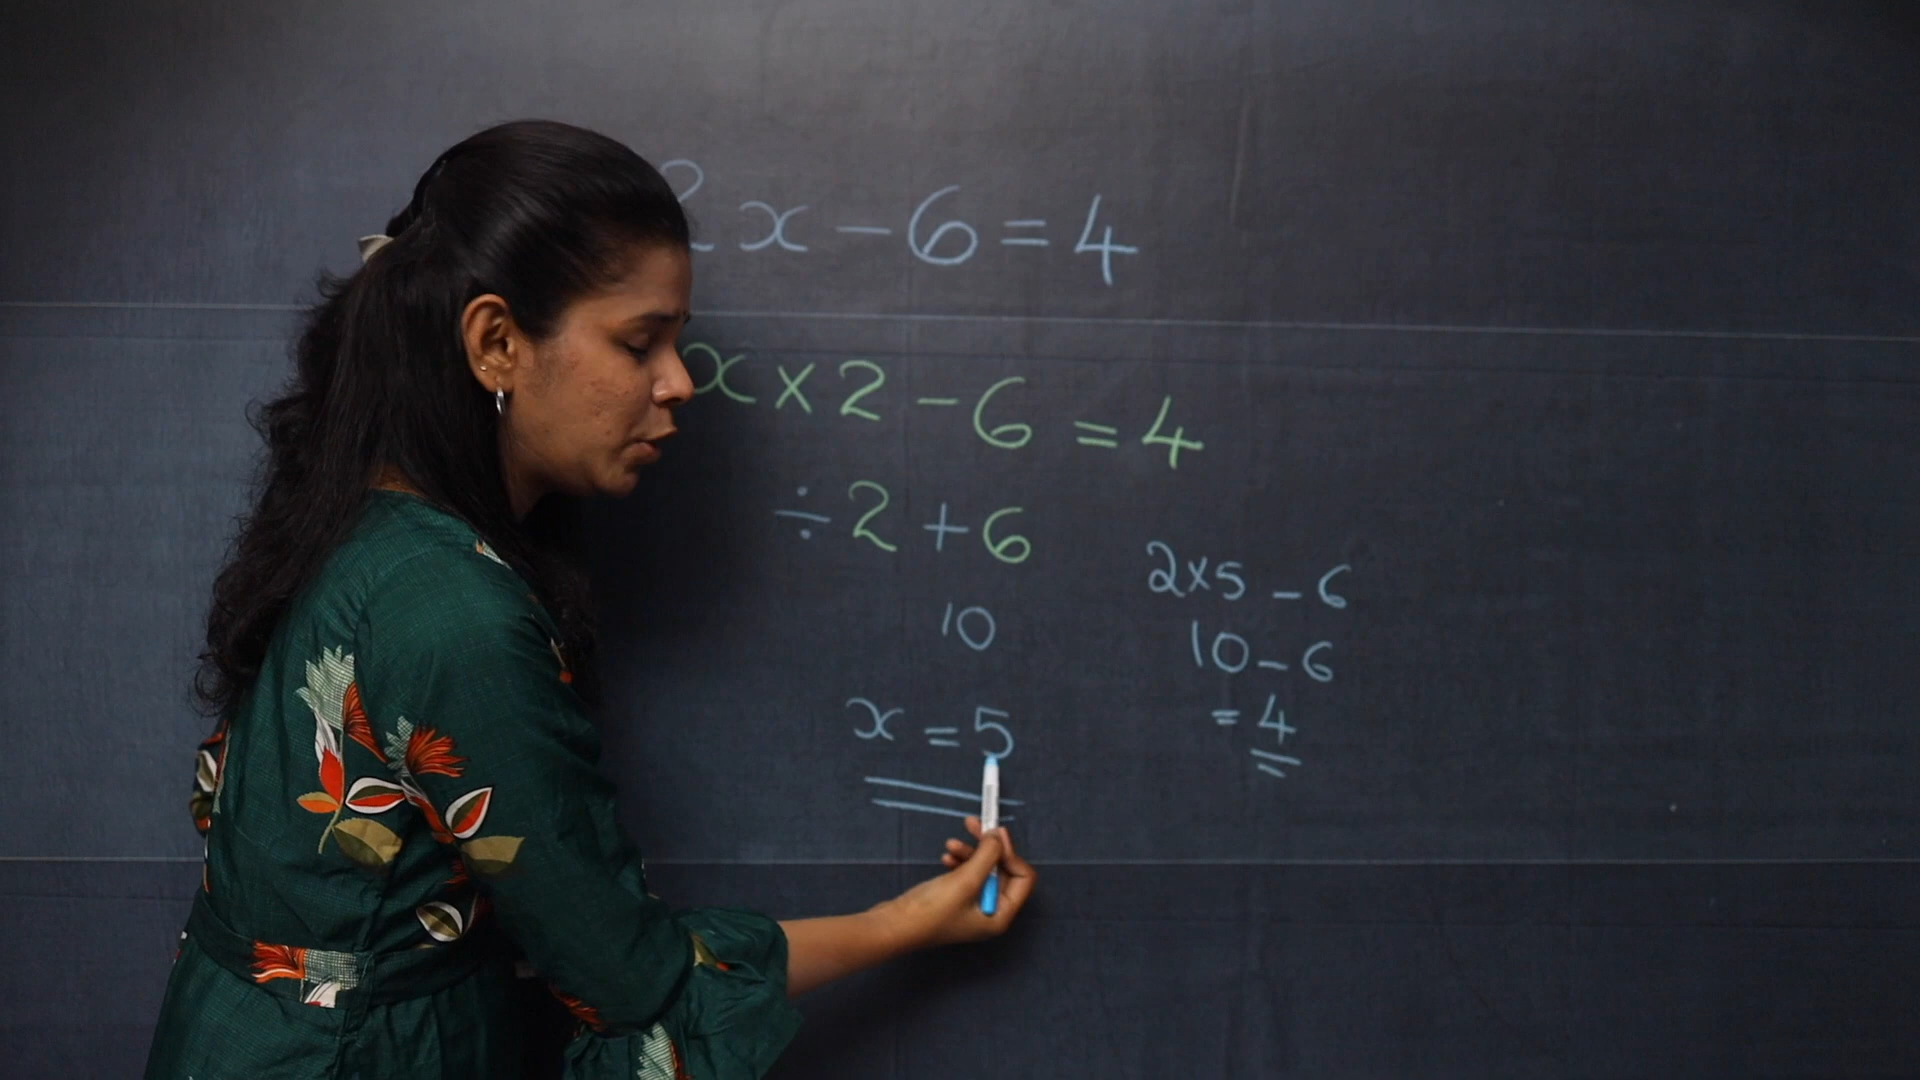 2x - 6 = 4
x × 2 - 6 = 4
÷ 2 + 6
10
x = 5
2×5 - 6
10 - 6
= 4